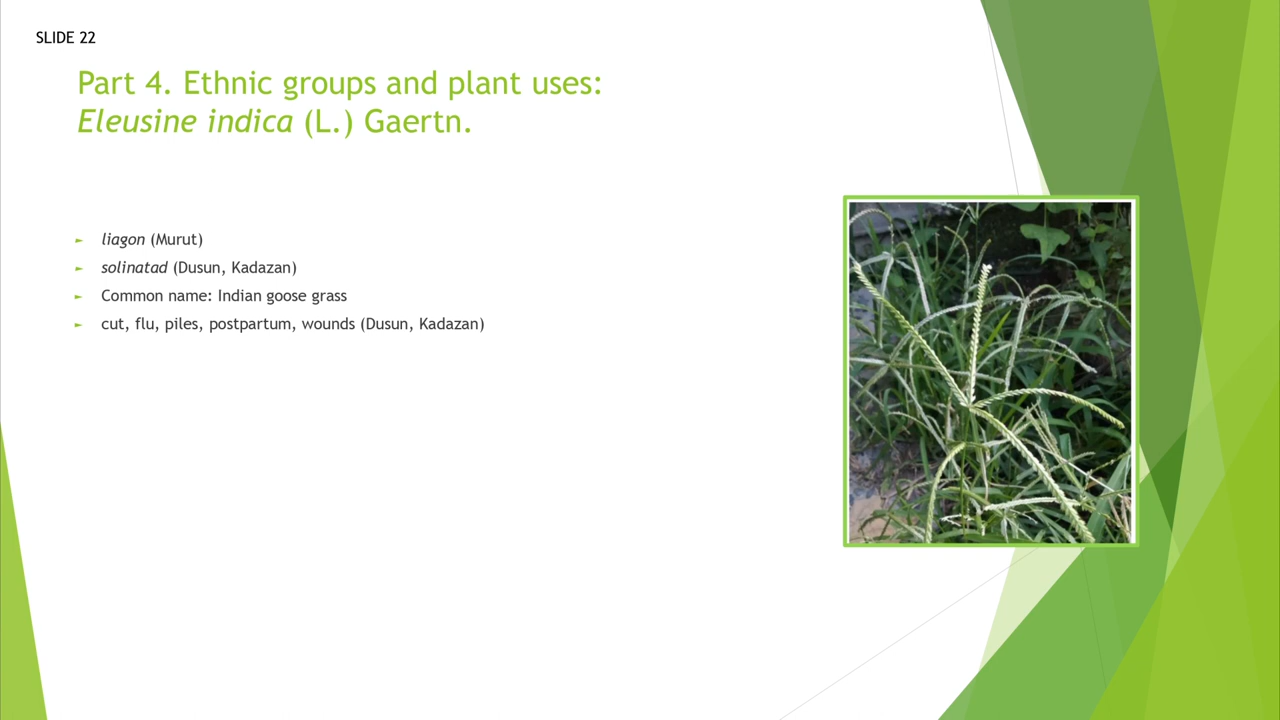 SLIDE 22
Part 4. Ethnic groups and plant uses:
Eleusine indica (L.) Gaertn.
► liagon (Murut)
► solinatad (Dusun, Kadazan)
► Common name: Indian goose grass
► cut, flu, piles, postpartum, wounds (Dusun, Kadazan)